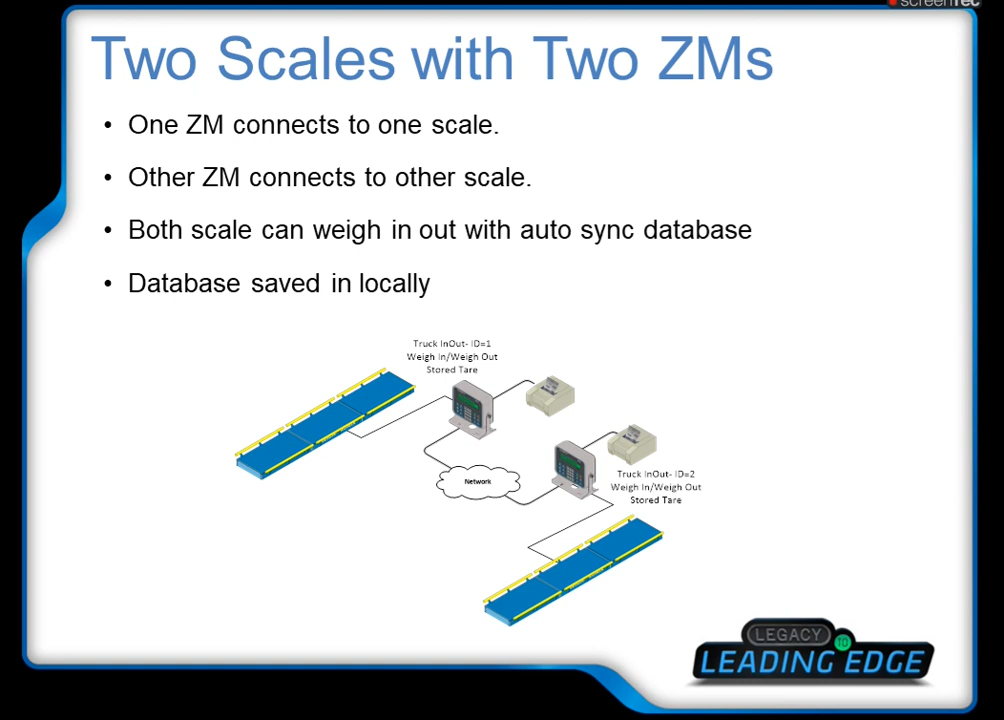 screenrec
Two Scales with Two ZMs
• One ZM connects to one scale.
• Other ZM connects to other scale.
• Both scale can weigh in out with auto sync database
• Database saved in locally
Truck InOut- ID=1
Weigh In/Weigh Out
Stored Tare
Network
Truck InOut- ID=2
Weigh In/Weigh Out
Stored Tare
LEGACY
TO
LEADING EDGE